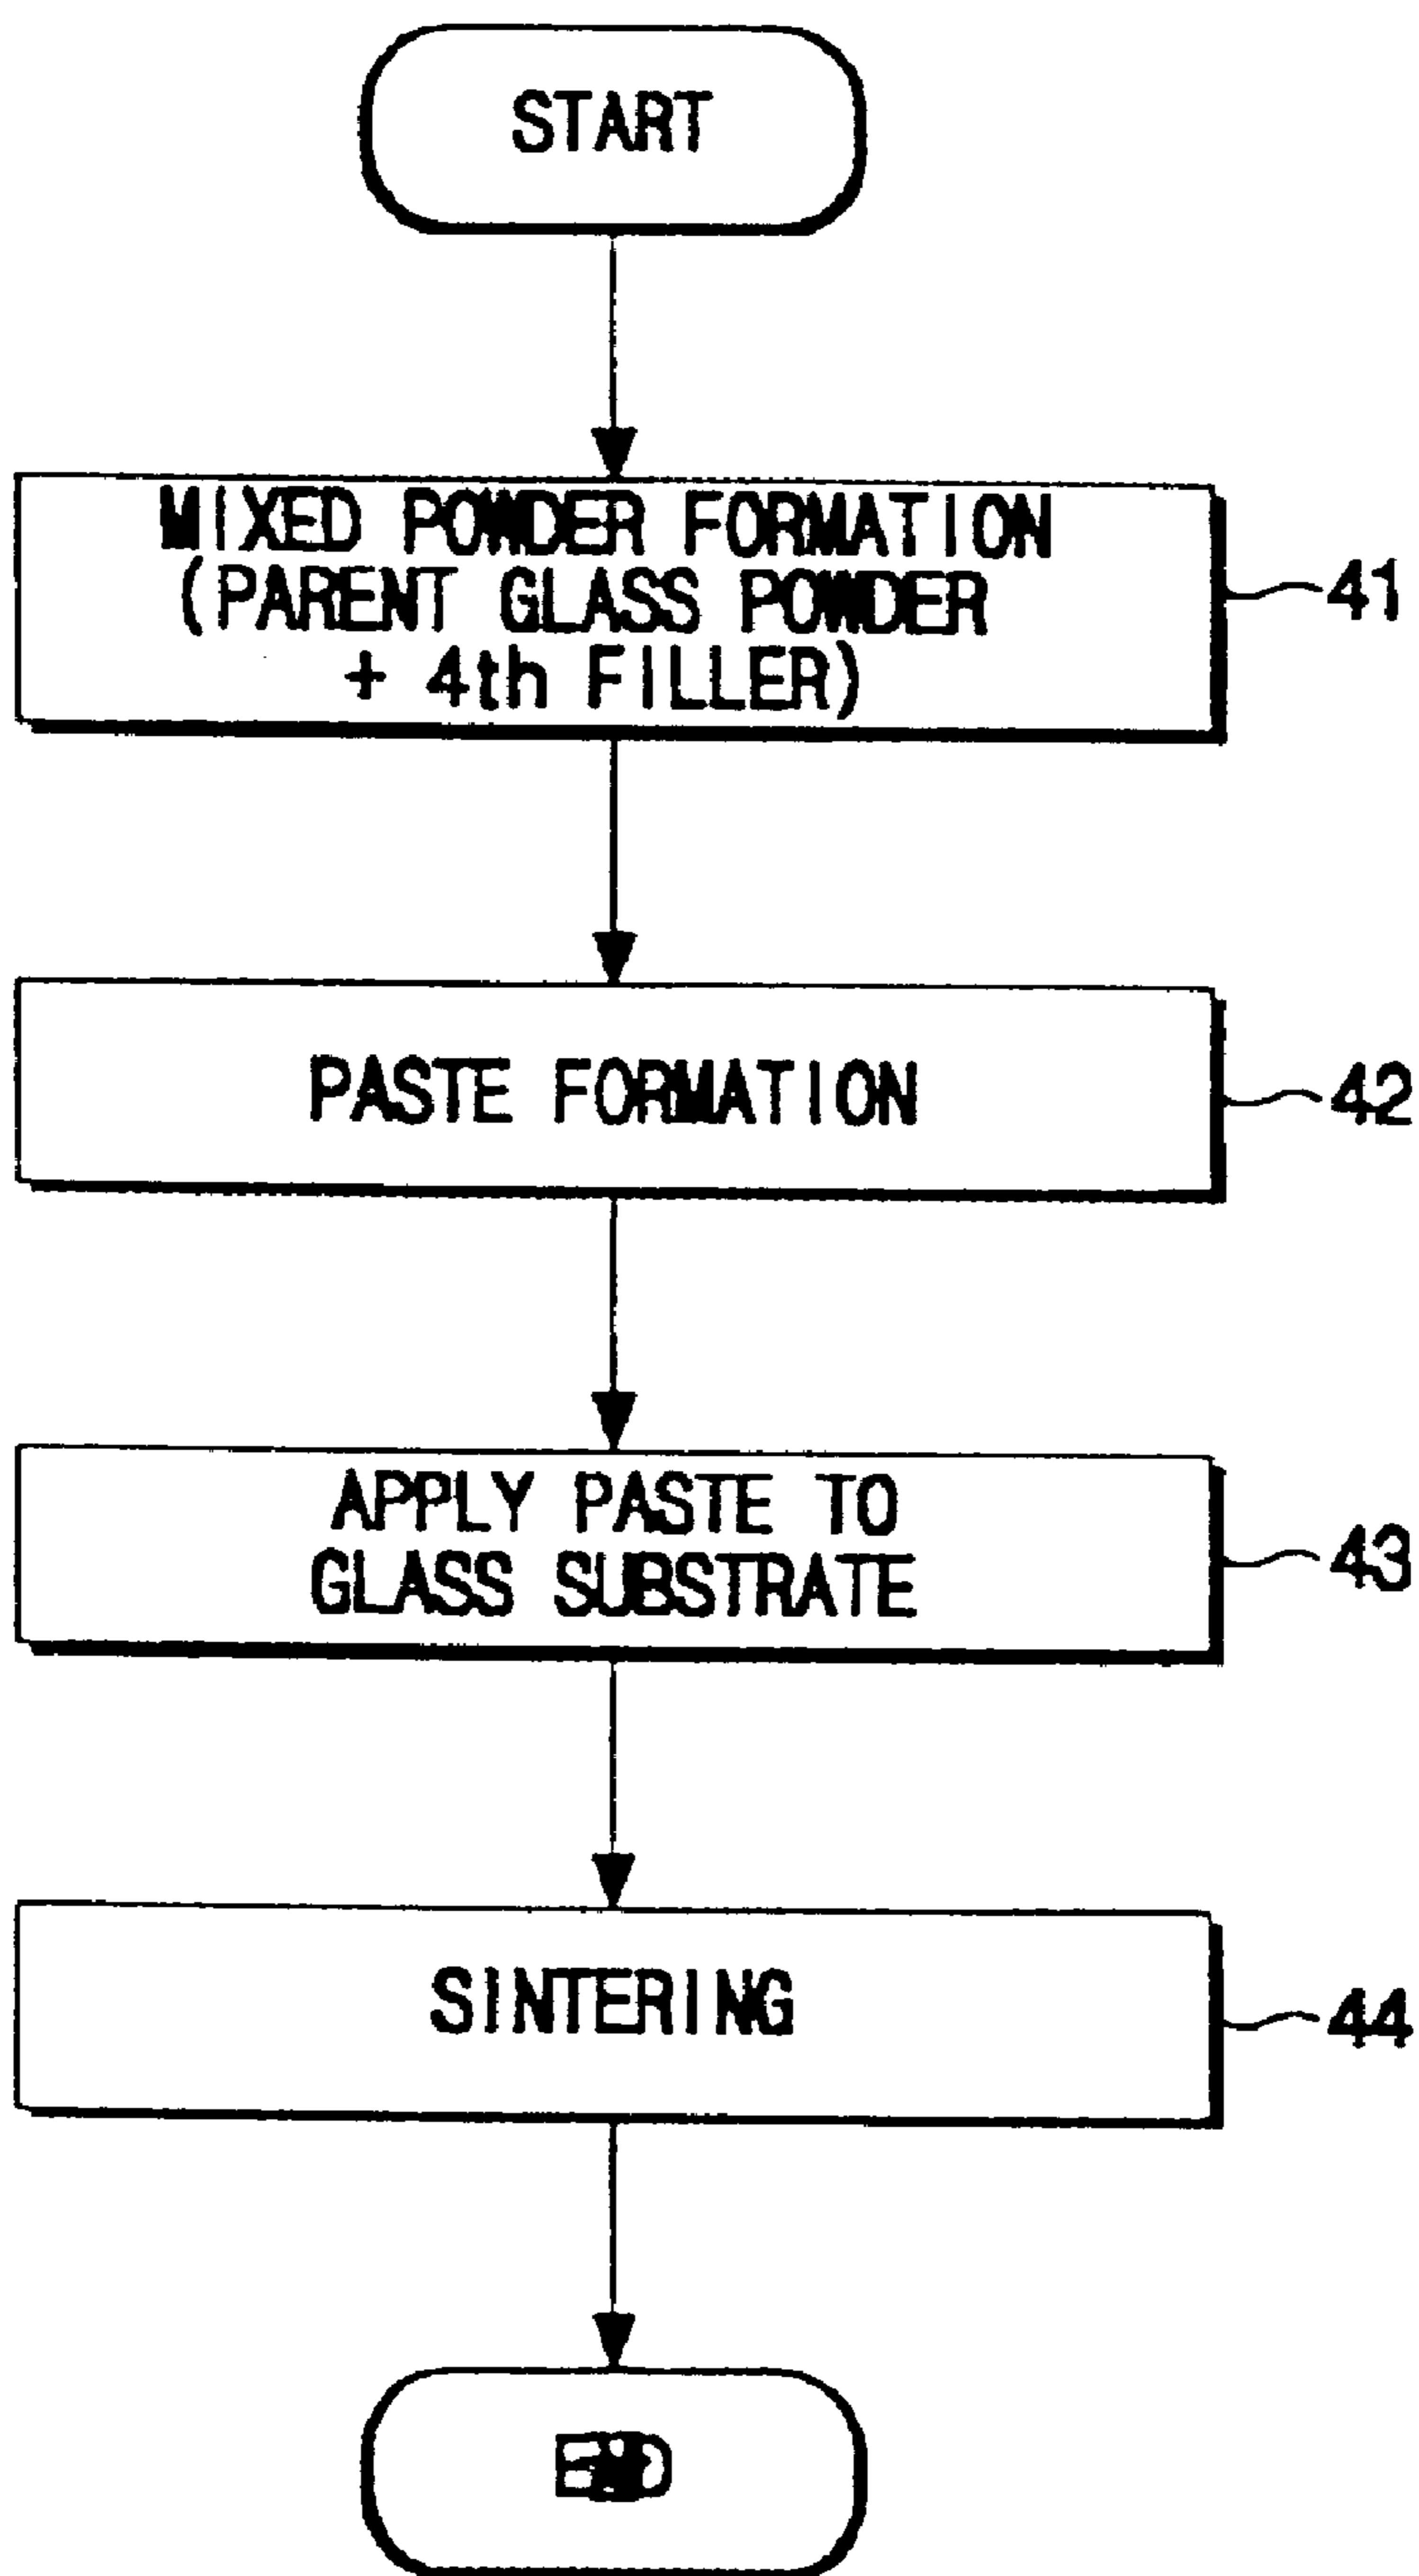 START
MIXED POWDER FORMATION
(PARENT GLASS POWDER
+ 4th FILLER)
41
PASTE FORMATION
42
APPLY PASTE TO
GLASS SUBSTRATE
43
SINTERING
44
END